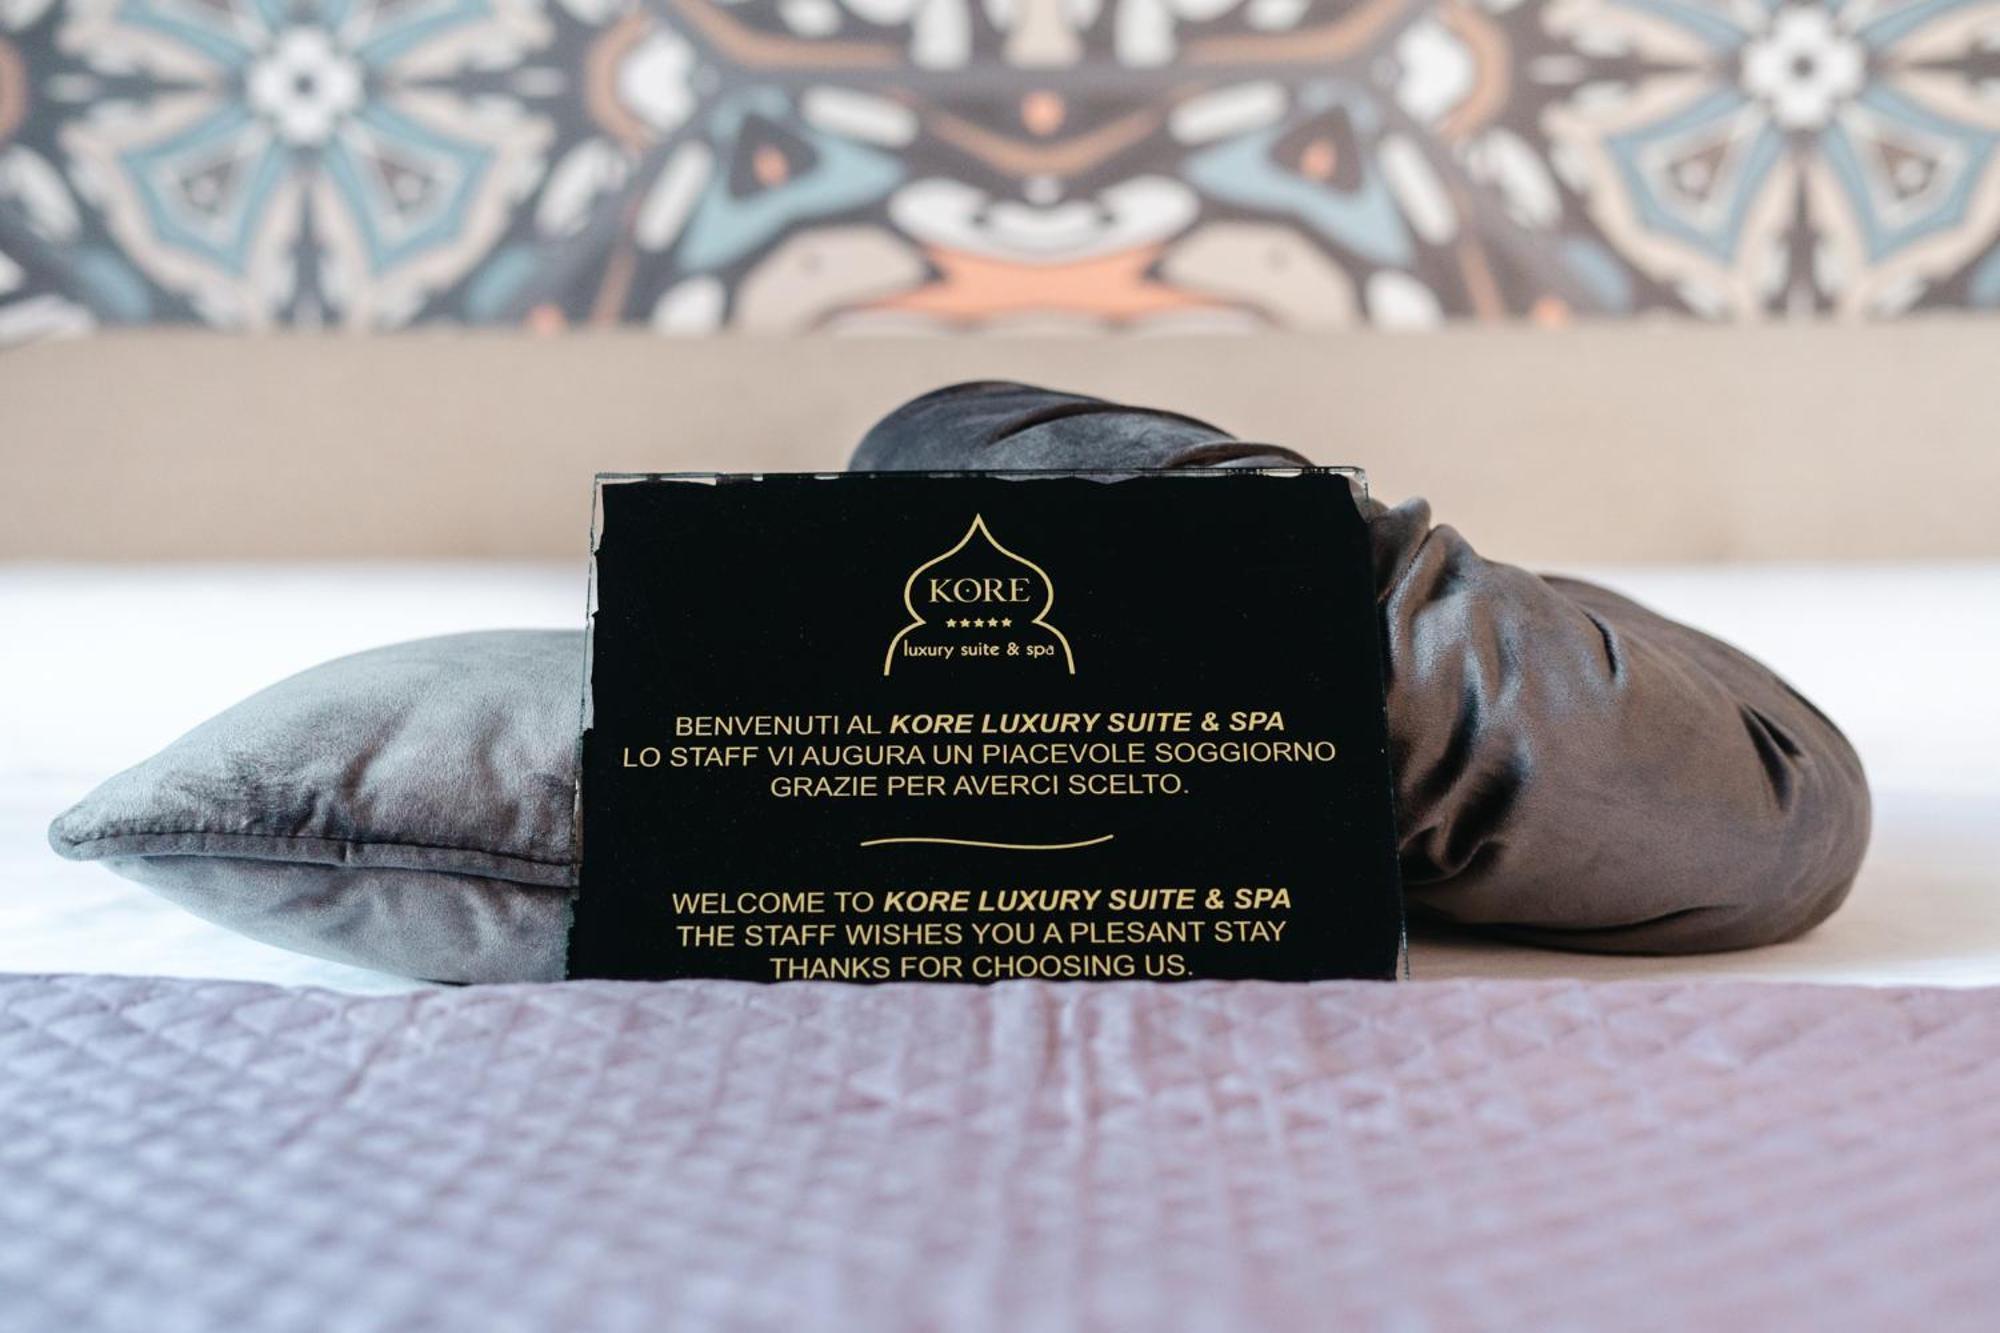 KORE
★★★★★
luxury suite & spa
BENVENUTI AL KORE LUXURY SUITE & SPA
LO STAFF VI AUGURA UN PIACEVOLE SOGGIORNO
GRAZIE PER AVERCI SCELTO.
WELCOME TO KORE LUXURY SUITE & SPA
THE STAFF WISHES YOU A PLESANT STAY
THANKS FOR CHOOSING US.